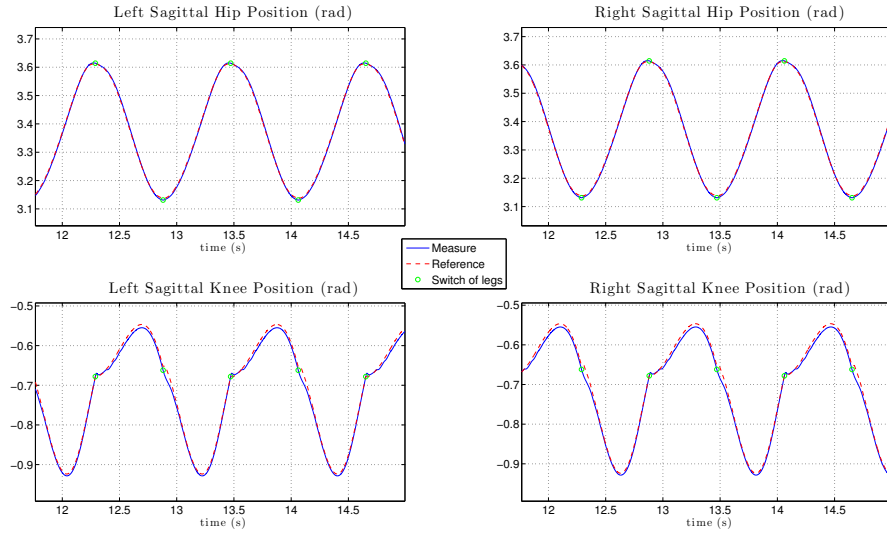 Left Sagittal Hip Position (rad)
3.7
3.6
3.5
3.4
3.3
3.2
3.1
12 12.5 13 13.5 14 14.5
time (s)
Right Sagittal Hip Position (rad)
3.7
3.6
3.5
3.4
3.3
3.2
3.1
12 12.5 13 13.5 14 14.5
time (s)
Measure
Reference
Switch of legs
Left Sagittal Knee Position (rad)
−0.5
−0.6
−0.7
−0.8
−0.9
12 12.5 13 13.5 14 14.5
time (s)
Right Sagittal Knee Position (rad)
−0.5
−0.6
−0.7
−0.8
−0.9
12 12.5 13 13.5 14 14.5
time (s)